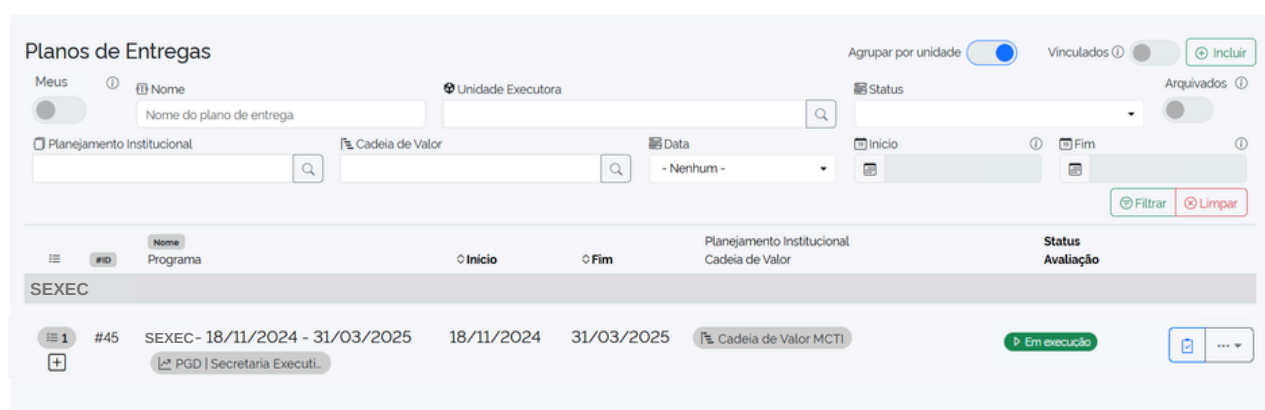 Planos de Entregas
Agrupar por unidade
Vinculados
Incluir
Meus
Nome
Unidade Executora
Status
Arquivados
Nome do plano de entrega
Planejamento Institucional
Cadeia de Valor
Data
Início
Fim
- Nenhum -
Filtrar
Limpar
#ID
Nome
Programa
Início
Fim
Planejamento Institucional
Cadeia de Valor
Status
Avaliação
SEXEC
1
#45
SEXEC- 18/11/2024 - 31/03/2025
18/11/2024
31/03/2025
Cadeia de Valor MCTI
Em execução
PGD | Secretaria Executi...